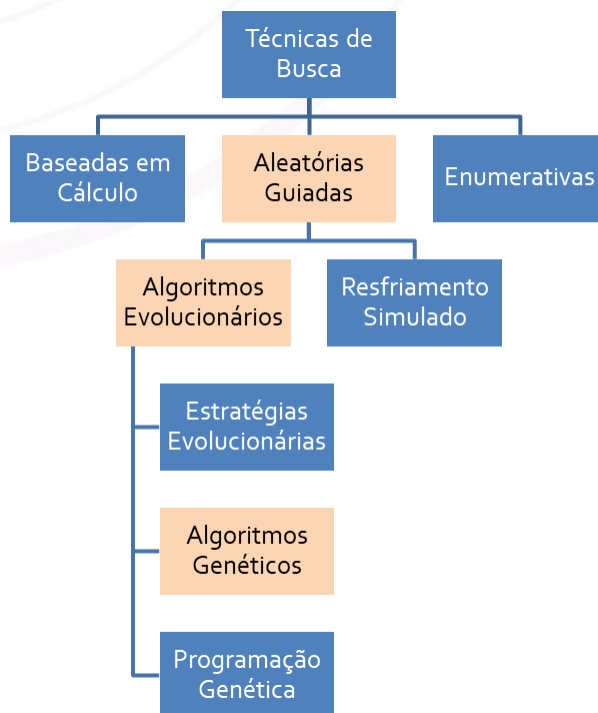 Técnicas de
Busca
Baseadas em
Cálculo
Aleatórias
Guiadas
Enumerativas
Algoritmos
Evolucionários
Resfriamento
Simulado
Estratégias
Evolucionárias
Algoritmos
Genéticos
Programação
Genética